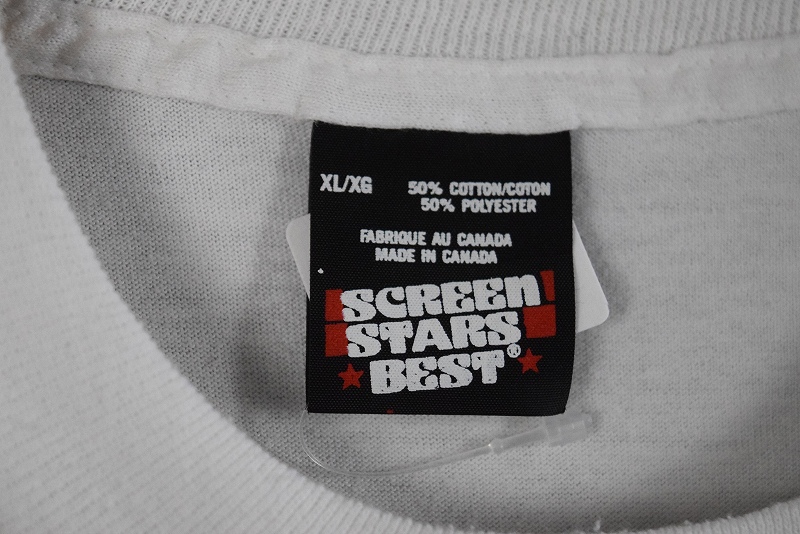 XL/XG 50% COTTON/COTON
50% POLYESTER
FABRIQUE AU CANADA
MADE IN CANADA
SCREEN
STARS
BEST®